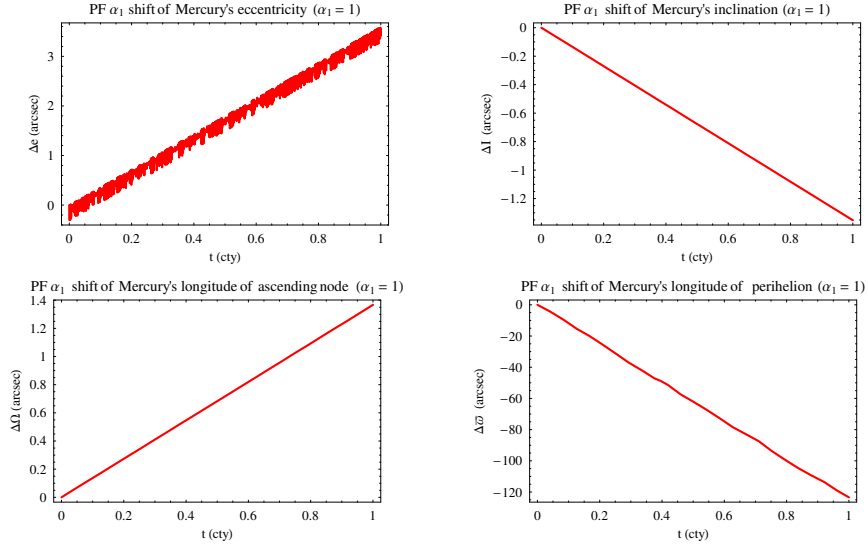 PF α₁ shift of Mercury's eccentricity (α₁ = 1)
Δe (arcsec)
3
2
1
0
0 0.2 0.4 0.6 0.8 1
t (cty)
PF α₁ shift of Mercury's inclination (α₁ = 1)
ΔI (arcsec)
0
−0.2
−0.4
−0.6
−0.8
−1
−1.2
0 0.2 0.4 0.6 0.8 1
t (cty)
PF α₁ shift of Mercury's longitude of ascending node (α₁ = 1)
ΔΩ (arcsec)
1.4
1.2
1
0.8
0.6
0.4
0.2
0
0 0.2 0.4 0.6 0.8 1
t (cty)
PF α₁ shift of Mercury's longitude of perihelion (α₁ = 1)
Δϖ (arcsec)
0
−20
−40
−60
−80
−100
−120
0 0.2 0.4 0.6 0.8 1
t (cty)